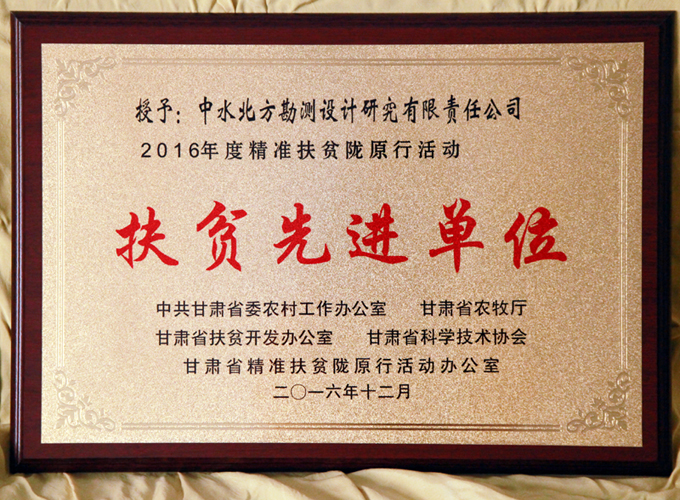 授予：中水北方勘测设计研究有限责任公司
2016年度精准扶贫陇原行活动
扶贫先进单位
中共甘肃省委农村工作办公室 甘肃省农牧厅
甘肃省扶贫开发办公室 甘肃省科学技术协会
甘肃省精准扶贫陇原行活动办公室
二〇一六年十二月